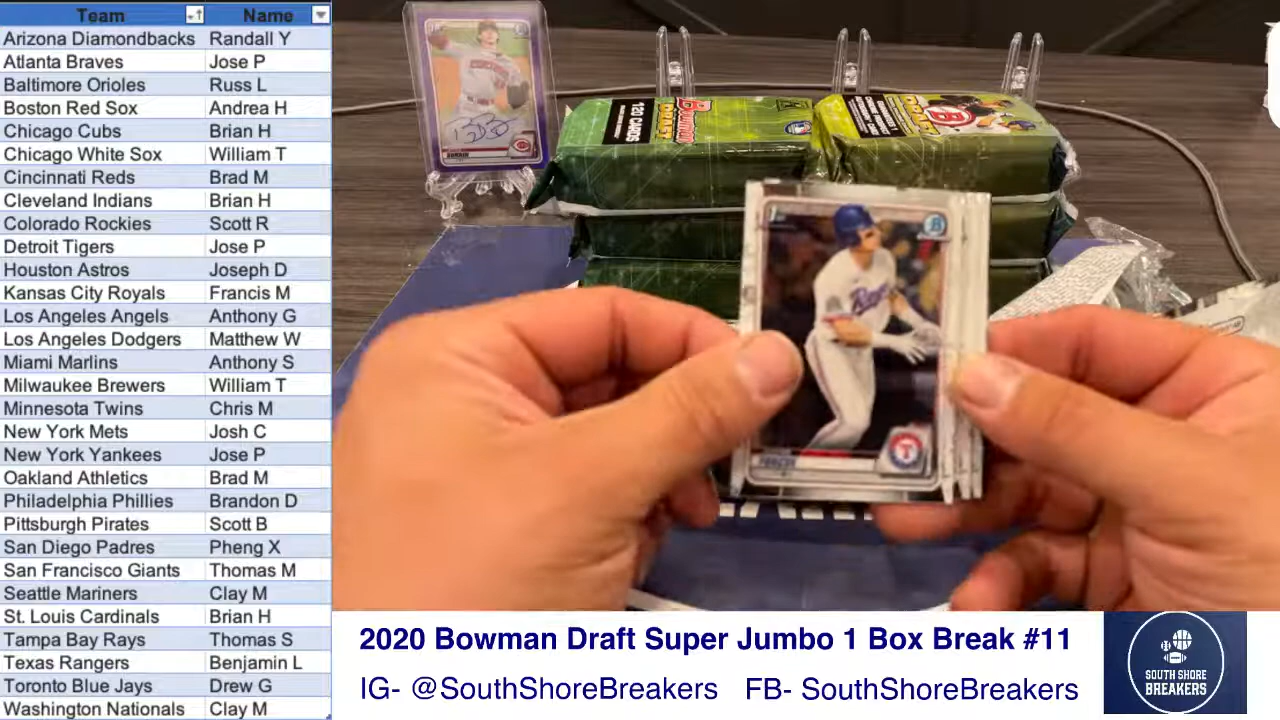 Team Name
Arizona Diamondbacks Randall Y
Atlanta Braves Jose P
Baltimore Orioles Russ L
Boston Red Sox Andrea H
Chicago Cubs Brian H
Chicago White Sox William T
Cincinnati Reds Brad M
Cleveland Indians Brian H
Colorado Rockies Scott R
Detroit Tigers Jose P
Houston Astros Joseph D
Kansas City Royals Francis M
Los Angeles Angels Anthony G
Los Angeles Dodgers Matthew W
Miami Marlins Anthony S
Milwaukee Brewers William T
Minnesota Twins Chris M
New York Mets Josh C
New York Yankees Jose P
Oakland Athletics Brad M
Philadelphia Phillies Brandon D
Pittsburgh Pirates Scott B
San Diego Padres Pheng X
San Francisco Giants Thomas M
Seattle Mariners Clay M
St. Louis Cardinals Brian H
Tampa Bay Rays Thomas S
Texas Rangers Benjamin L
Toronto Blue Jays Drew G
Washington Nationals Clay M
120 CARDS
Bowman
DRAFT
B
DRAFT
B
T
2020 Bowman Draft Super Jumbo 1 Box Break #11
IG- @SouthShoreBreakers FB- SouthShoreBreakers
SOUTH SHORE
BREAKERS